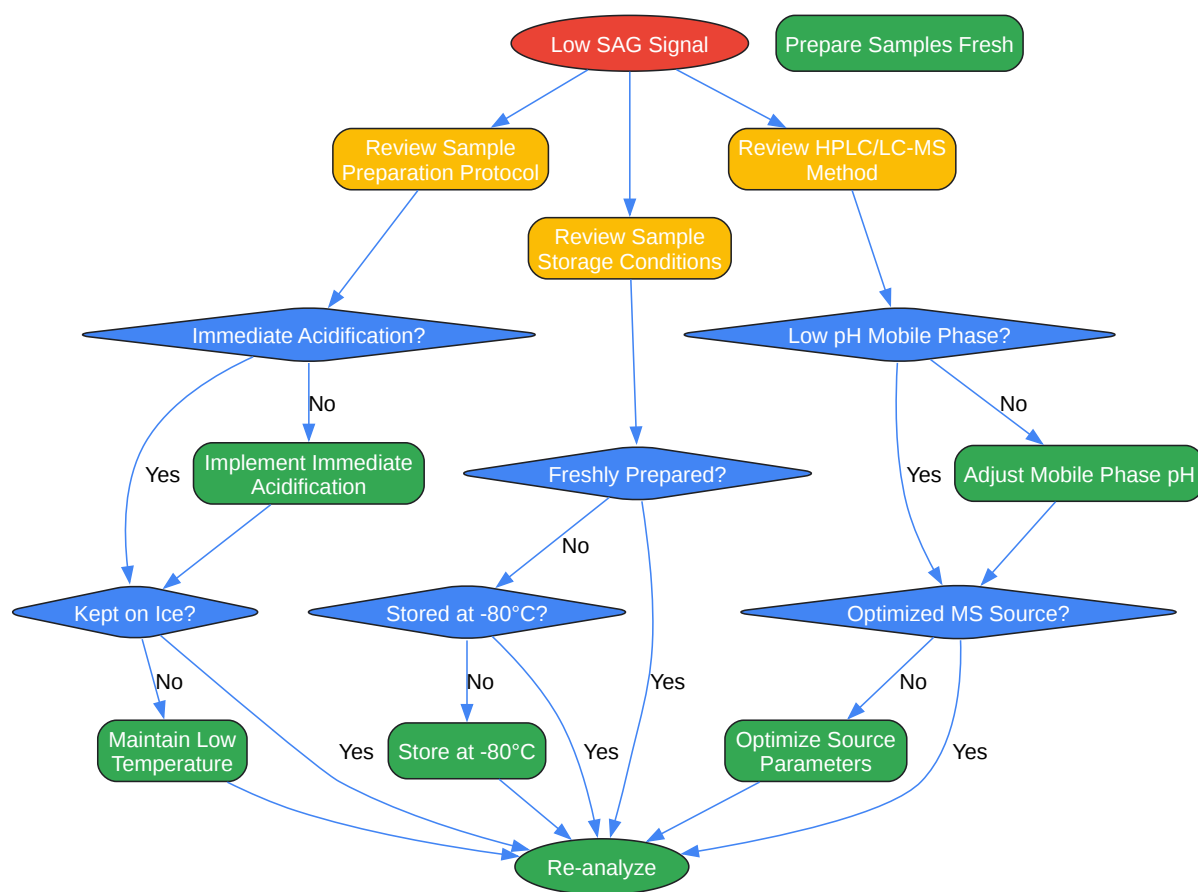 Low SAG Signal
Prepare Samples Fresh
Review Sample
Preparation Protocol
Review HPLC/LC-MS
Method
Review Sample
Storage Conditions
Immediate Acidification?
Low pH Mobile Phase?
No
No
Yes
Implement Immediate
Acidification
Freshly Prepared?
Yes
Adjust Mobile Phase pH
No
Kept on Ice?
Stored at -80°C?
Optimized MS Source?
No
No
Yes
No
Maintain Low
Temperature
Yes
Store at -80°C
Yes
Optimize Source
Parameters
Yes
Re-analyze